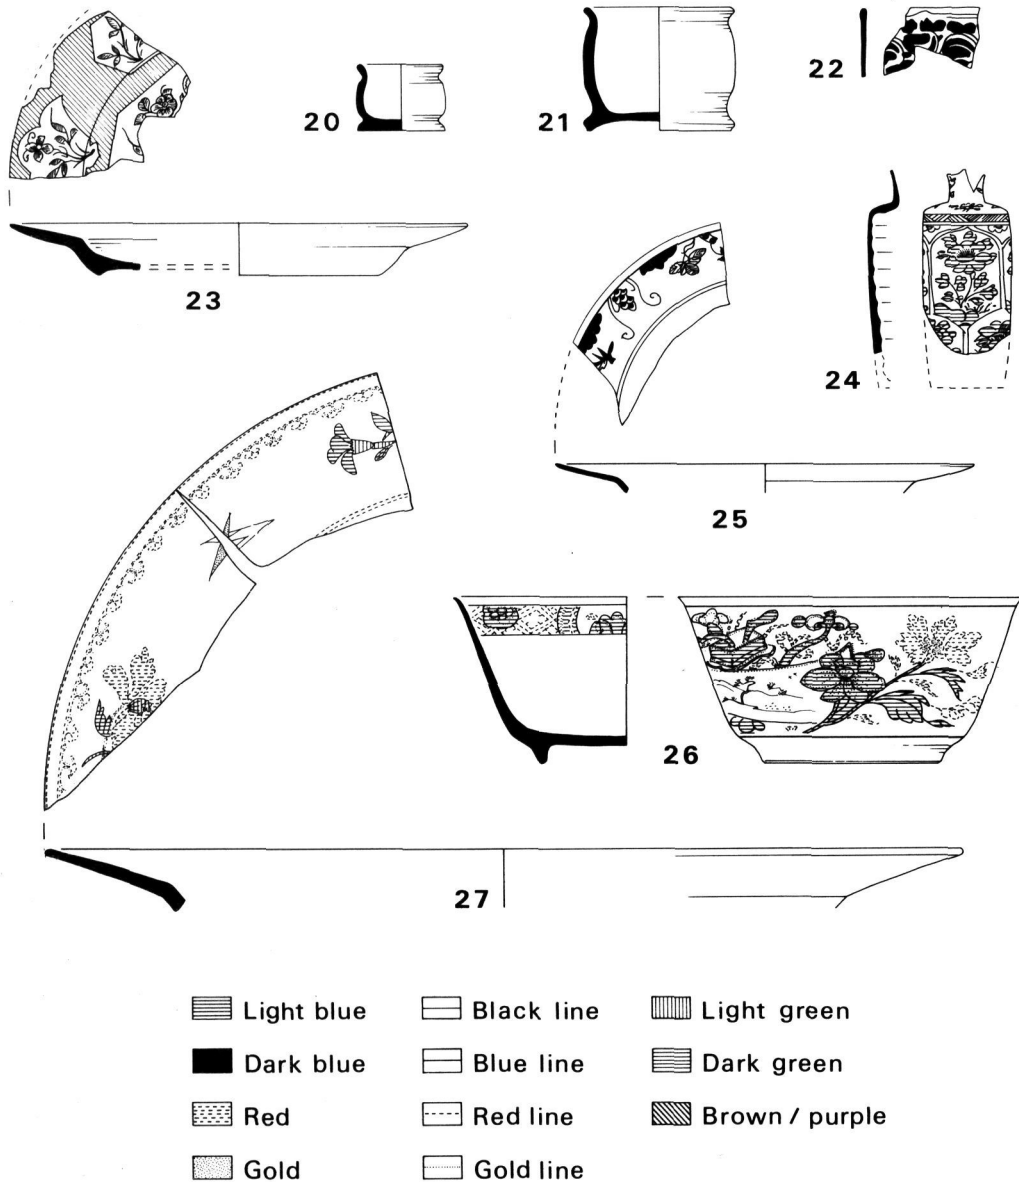 20
21
22
23
24
25
26
27
Light blue
Black line
Light green
Dark blue
Blue line
Dark green
Red
Red line
Brown / purple
Gold
Gold line